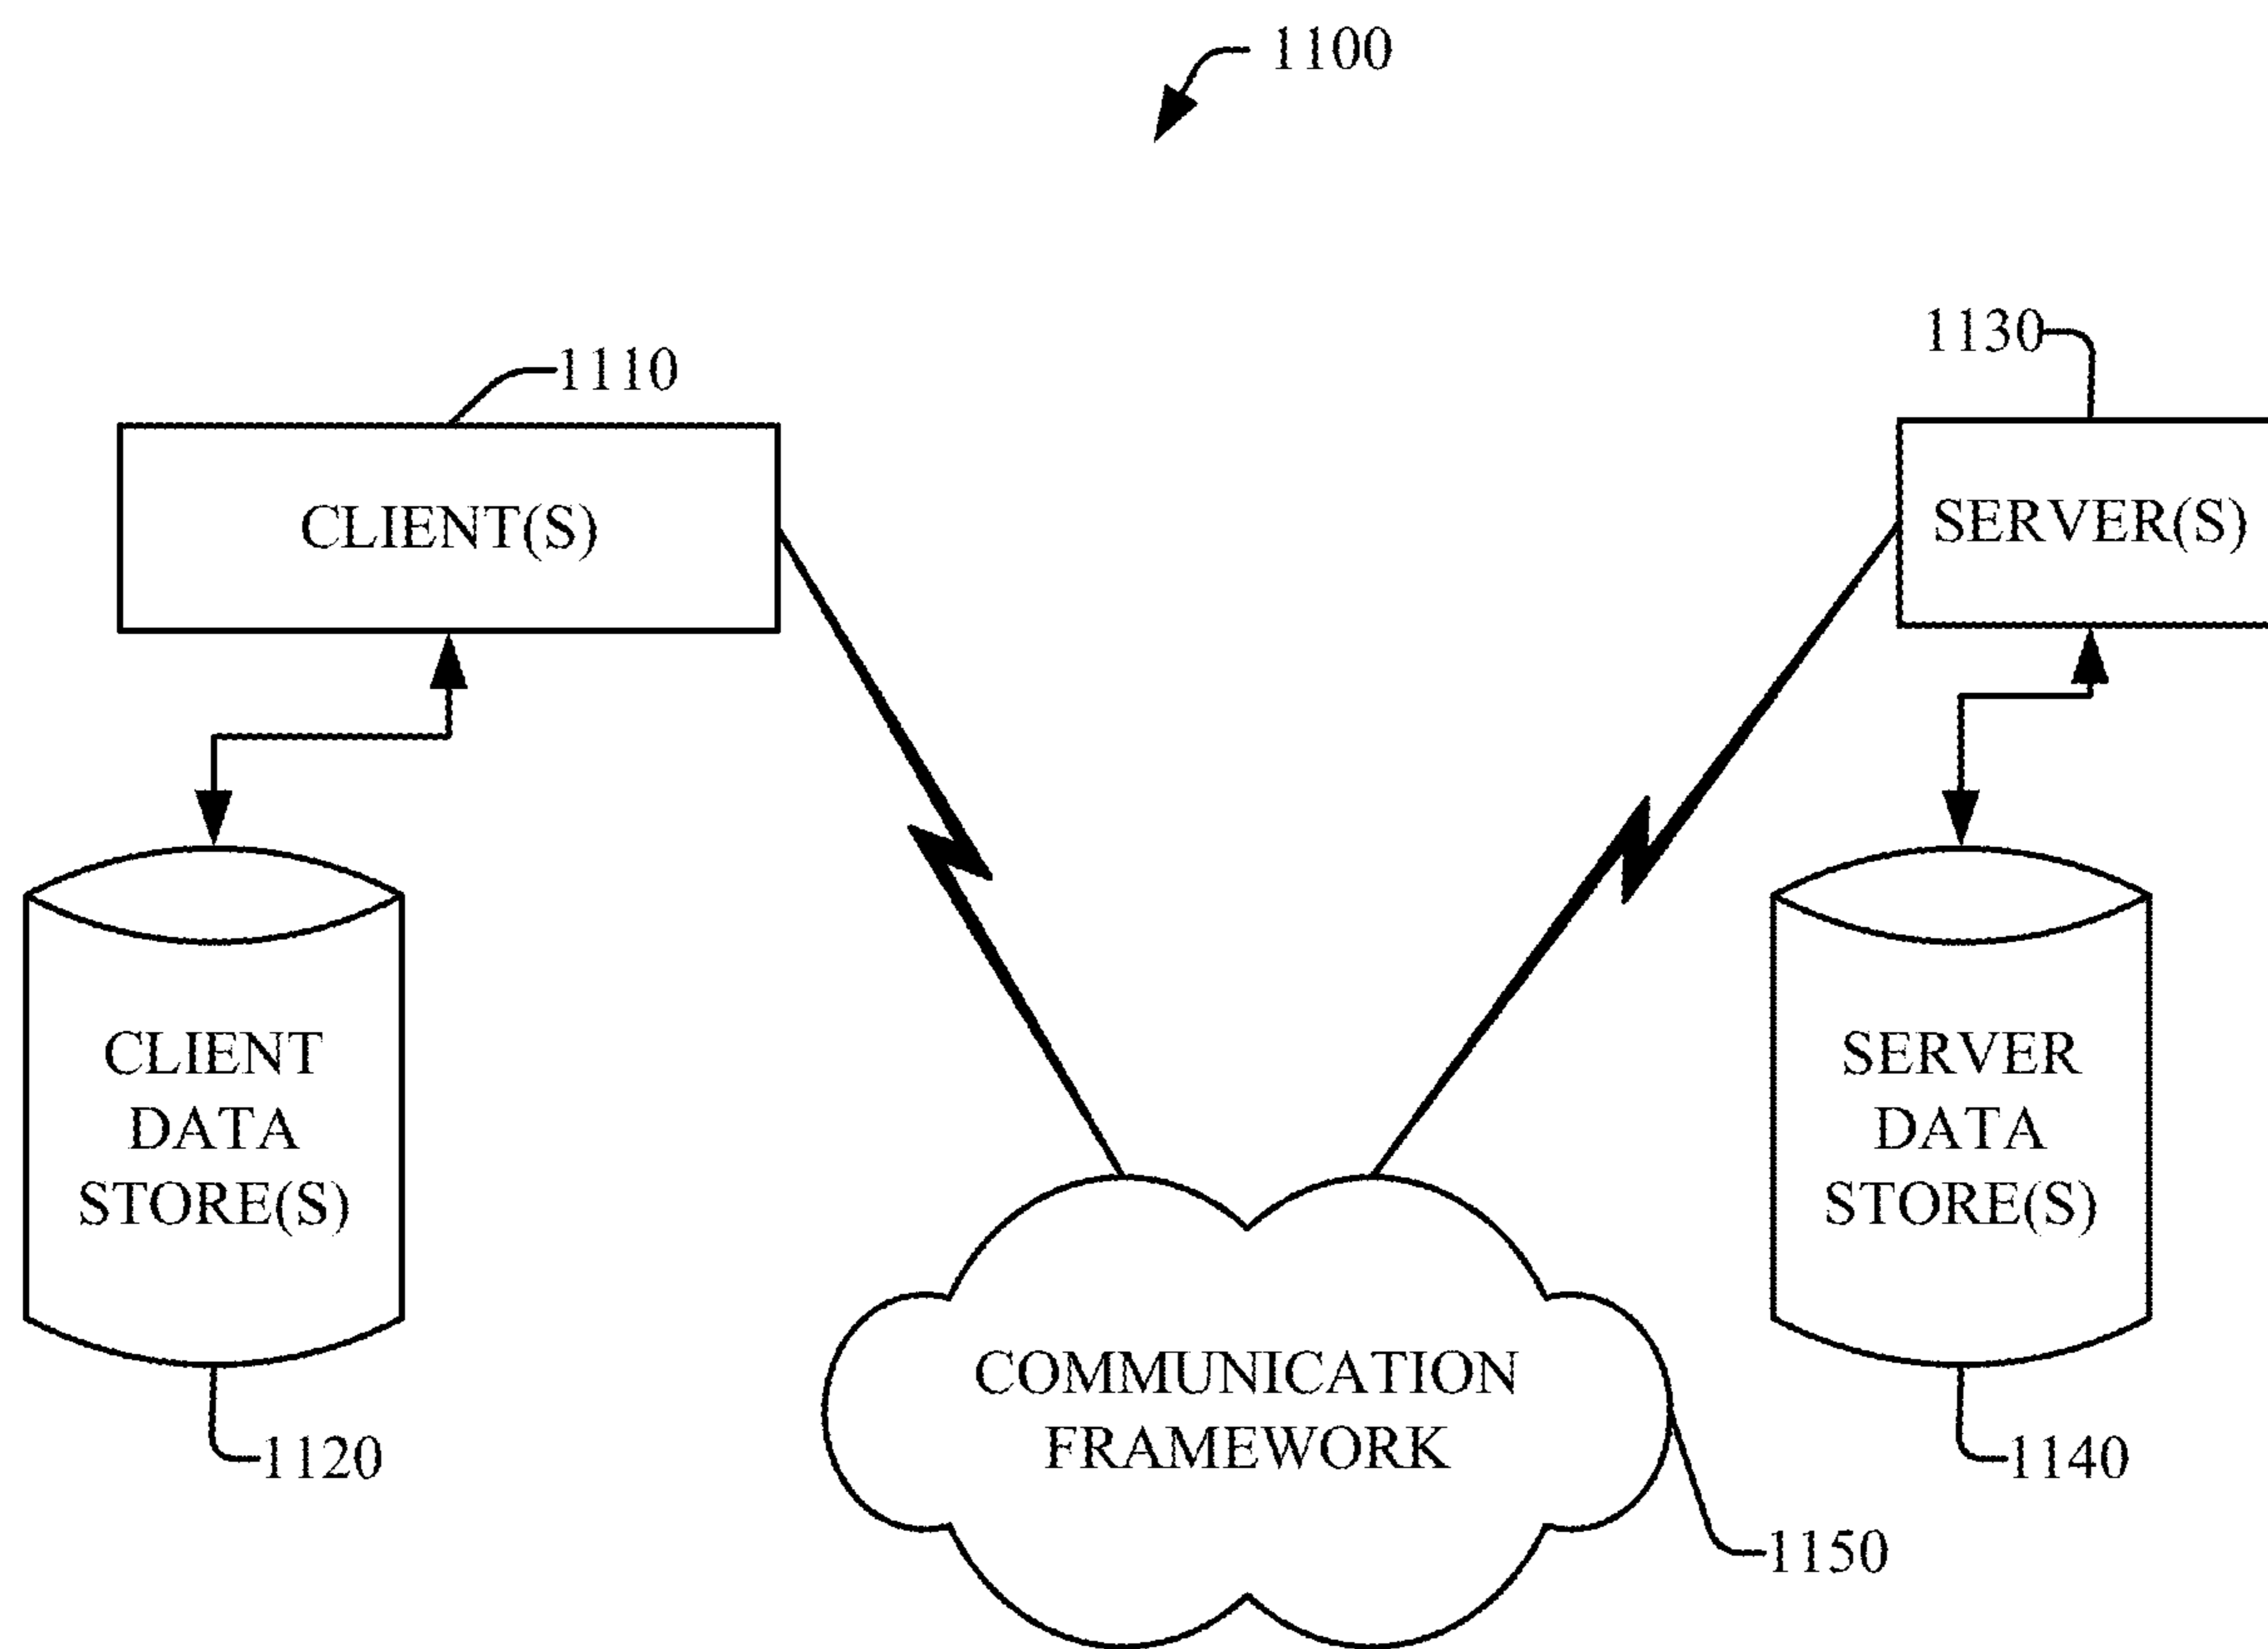 1100
1110
1130
CLIENT(S)
SERVER(S)
CLIENT
DATA
STORE(S)
SERVER
DATA
STORE(S)
COMMUNICATION
FRAMEWORK
1120
1140
1150